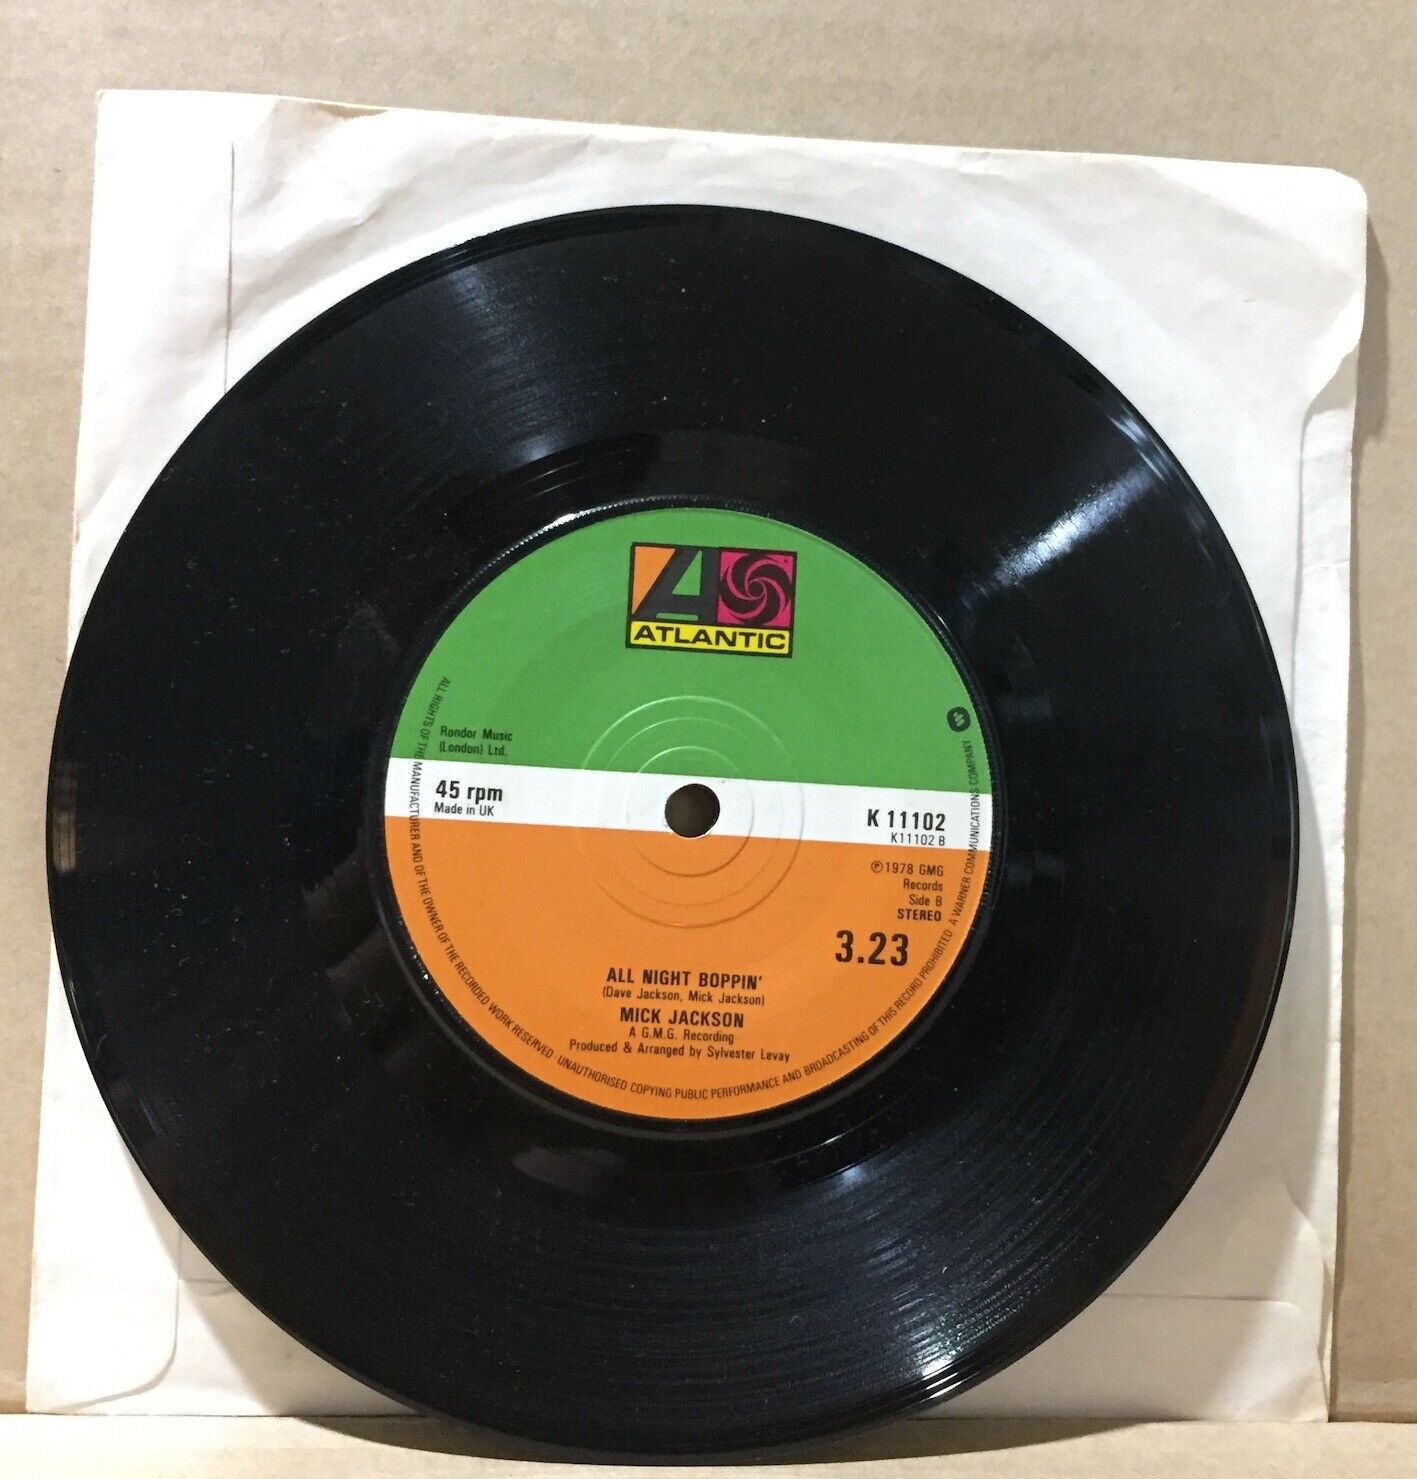 ATLANTIC
Rondor Music
(London) Ltd.
45 rpm
Made in UK
K 11102
K11102 B
℗1978 GMG
Records
Side B
STEREO
3.23
ALL NIGHT BOPPIN'
(Dave Jackson, Mick Jackson)
MICK JACKSON
A G.M.G. Recording
Produced & Arranged by Sylvester Levay
ALL RIGHTS OF THE MANUFACTURER AND OF THE OWNER OF THE RECORDED WORK RESERVED UNAUTHORISED COPYING PUBLIC PERFORMANCE AND BROADCASTING OF THIS RECORD PROHIBITED A WARNER COMMUNICATIONS COMPANY